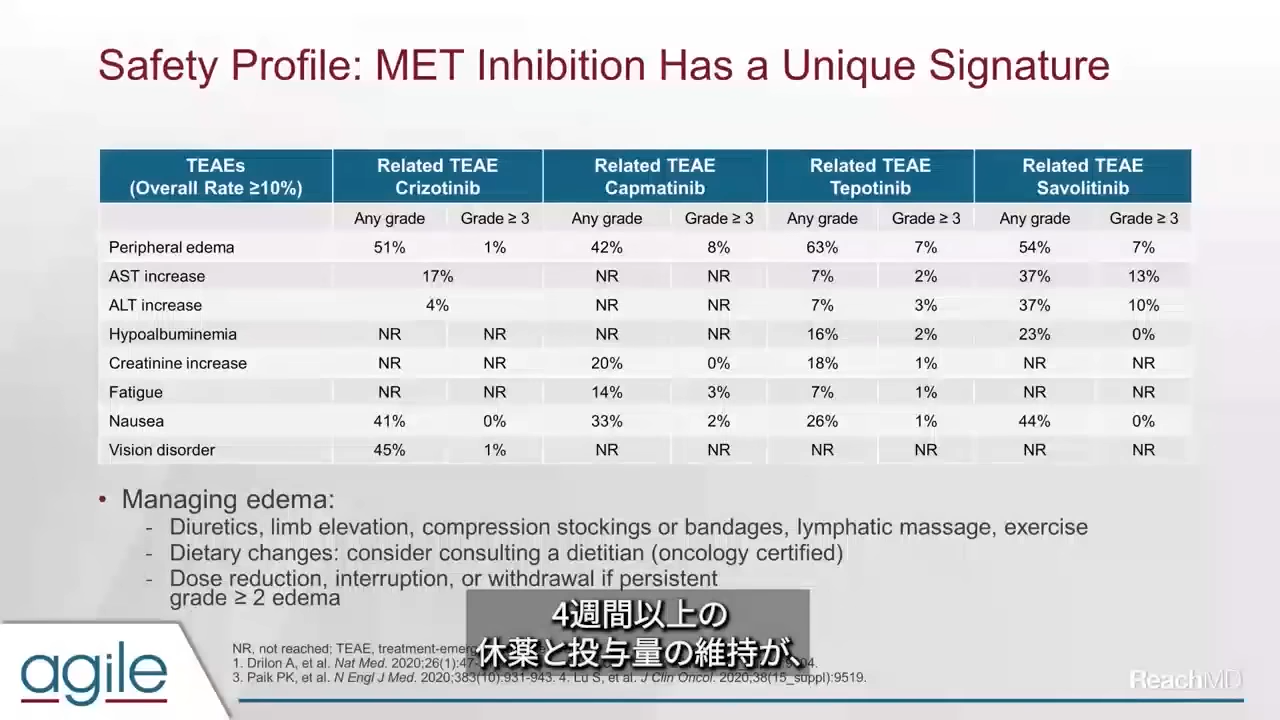 Safety Profile: MET Inhibition Has a Unique Signature
TEAEs (Overall Rate ≥10%) Related TEAE Crizotinib Related TEAE Capmatinib Related TEAE Tepotinib Related TEAE Savolitinib
Any grade Grade ≥ 3 Any grade Grade ≥ 3 Any grade Grade ≥ 3 Any grade Grade ≥ 3
Peripheral edema 51% 1% 42% 8% 63% 7% 54% 7%
AST increase 17% NR NR 7% 2% 37% 13%
ALT increase 4% NR NR 7% 3% 37% 10%
Hypoalbuminemia NR NR NR NR 16% 2% 23% 0%
Creatinine increase NR NR 20% 0% 18% 1% NR NR
Fatigue NR NR 14% 3% 7% 1% NR NR
Nausea 41% 0% 33% 2% 26% 1% 44% 0%
Vision disorder 45% 1% NR NR NR NR NR NR
• Managing edema:
- Diuretics, limb elevation, compression stockings or bandages, lymphatic massage, exercise
- Dietary changes: consider consulting a dietitian (oncology certified)
- Dose reduction, interruption, or withdrawal if persistent
grade ≥ 2 edema
4週間以上の
休薬と投与量の維持が、
NR, not reached; TEAE,
1. Drilon A, et al. Nat Med. 2020;26(1):47-
3. Paik PK, et al. N Engl J Med. 2020;383(10):931-943. 4. Lu S, et al. J Clin Oncol. 2020;38(15_suppl):9519.
agile
ReachMD